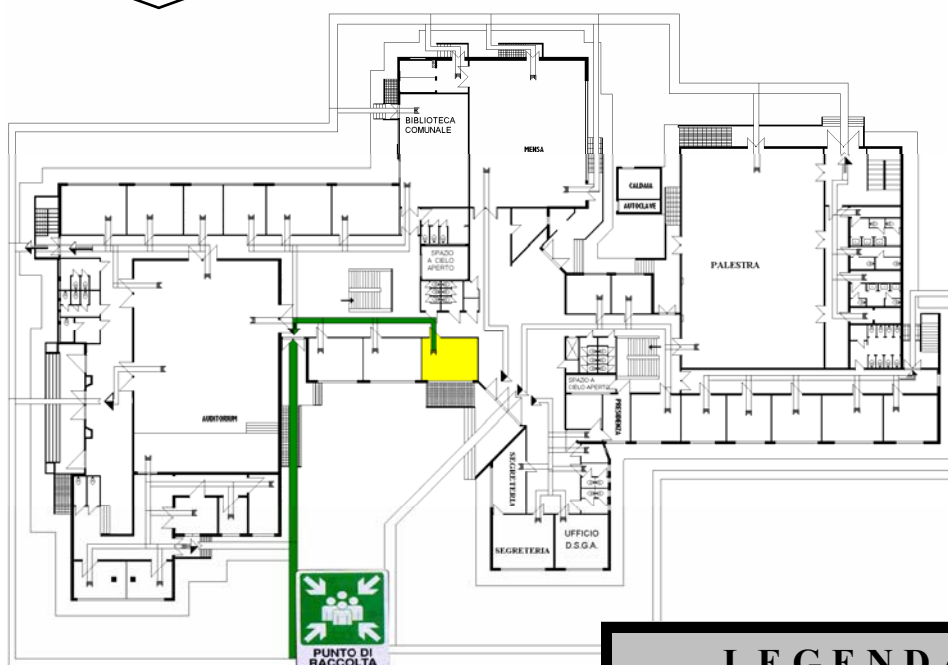 BIBLIOTECA
COMUNALE
MENSA
CALDAIA
AUTOCLAVE
SPAZIO
A CIELO
APERTO
PALESTRA
SPAZIO A
CIELO APERTO
PRESIDENZA
AUDITORIUM
SEGRETERIA
SEGRETERIA
UFFICIO
D.S.G.A.
PUNTO DI
RACCOLTA
LEGEND